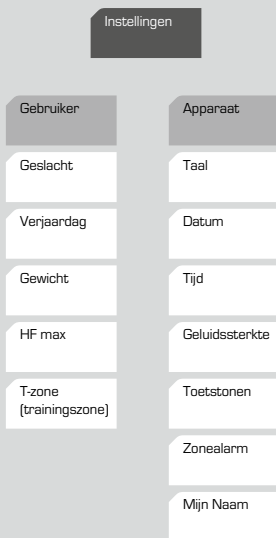 Instellingen
Gebruiker
Geslacht
Verjaardag
Gewicht
HF max
T-zone
(trainingszone)
Apparaat
Taal
Datum
Tijd
Geluidssterkte
Toetstonen
Zonealarm
Mijn Naam